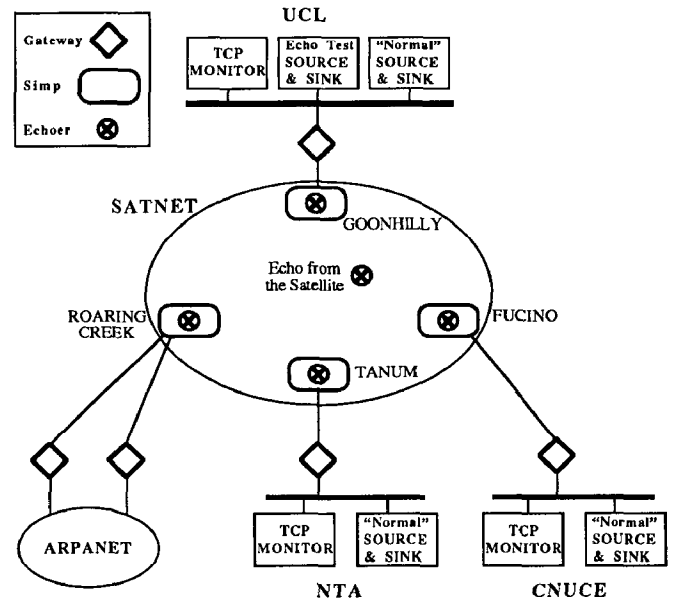 UCL
Gateway
Simp
Echoer
TCP
MONITOR
Echo Test
SOURCE
& SINK
"Normal"
SOURCE
& SINK
SATNET
GOONHILLY
Echo from
the Satellite
ROARING
CREEK
FUCINO
TANUM
ARPANET
TCP
MONITOR
"Normal"
SOURCE
& SINK
NTA
TCP
MONITOR
"Normal"
SOURCE
& SINK
CNUCE